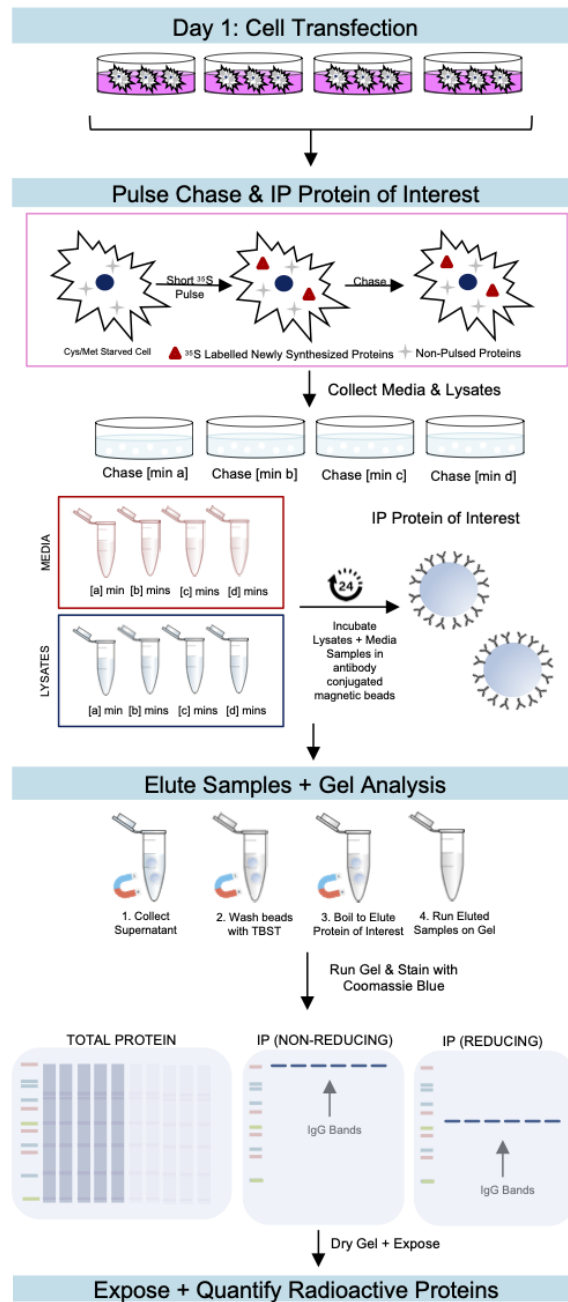 Day 1: Cell Transfection
Pulse Chase & IP Protein of Interest
Short ³⁵S
Pulse
Chase
Cys/Met Starved Cell
³⁵S Labelled Newly Synthesized Proteins
Non-Pulsed Proteins
Collect Media & Lysates
Chase [min a]
Chase [min b]
Chase [min c]
Chase [min d]
MEDIA
[a] min
[b] mins
[c] mins
[d] mins
IP Protein of Interest
24
Incubate
Lysates + Media
Samples in
antibody
conjugated
magnetic beads
LYSATES
[a] min
[b] mins
[c] mins
[d] mins
Elute Samples + Gel Analysis
1. Collect
Supernatant
2. Wash beads
with TBST
3. Boil to Elute
Protein of Interest
4. Run Eluted
Samples on Gel
Run Gel & Stain with
Coomassie Blue
TOTAL PROTEIN
IP (NON-REDUCING)
IP (REDUCING)
IgG Bands
IgG Bands
Dry Gel + Expose
Expose + Quantify Radioactive Proteins